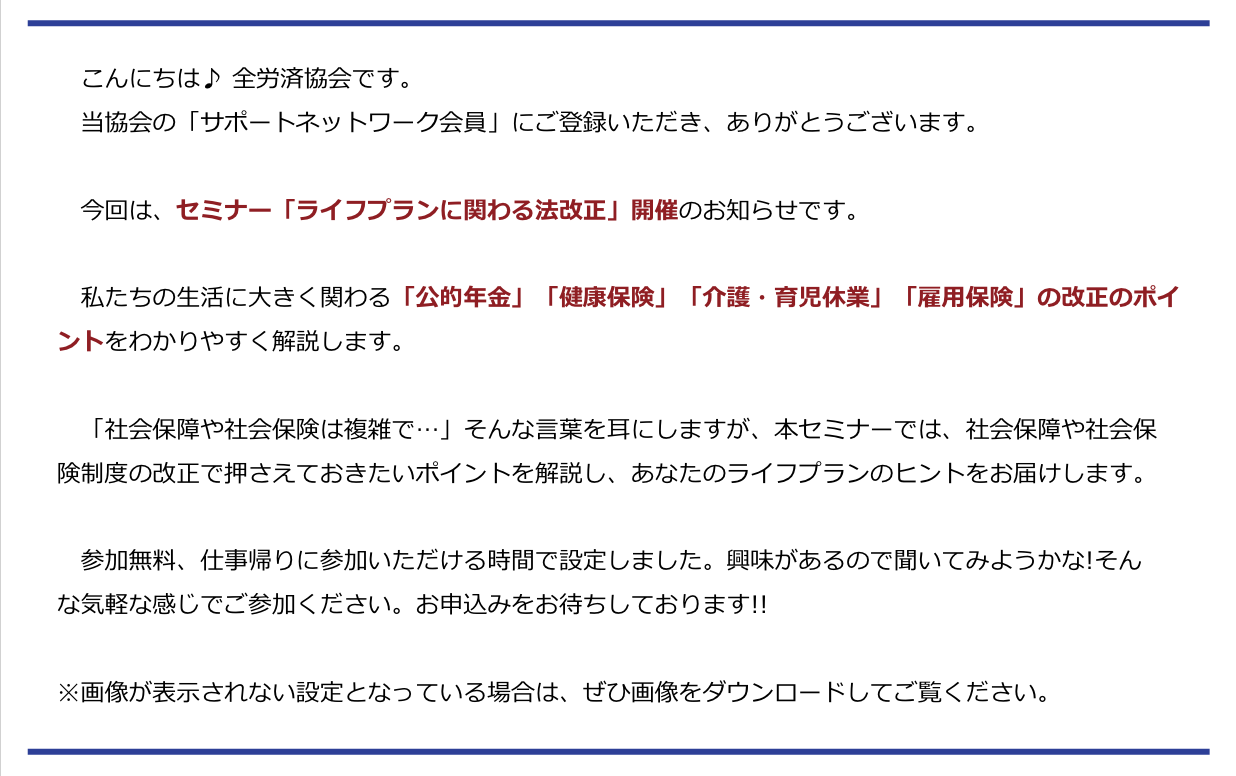 こんにちは♪ 全労済協会です。
当協会の「サポートネットワーク会員」にご登録いただき、ありがとうございます。
今回は、セミナー「ライフプランに関わる法改正」開催のお知らせです。
私たちの生活に大きく関わる「公的年金」「健康保険」「介護・育児休業」「雇用保険」の改正のポイ
ントをわかりやすく解説します。
「社会保障や社会保険は複雑で…」そんな言葉を耳にしますが、本セミナーでは、社会保障や社会保
険制度の改正で押さえておきたいポイントを解説し、あなたのライフプランのヒントをお届けします。
参加無料、仕事帰りに参加いただける時間で設定しました。興味があるので聞いてみようかな!そん
な気軽な感じでご参加ください。お申込みをお待ちしております!!
※画像が表示されない設定となっている場合は、ぜひ画像をダウンロードしてご覧ください。